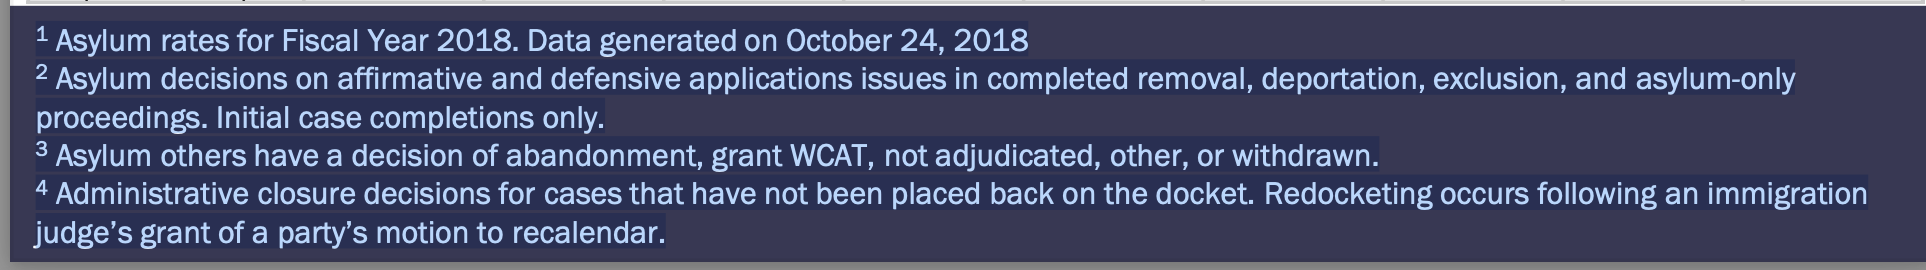 ¹ Asylum rates for Fiscal Year 2018. Data generated on October 24, 2018
² Asylum decisions on affirmative and defensive applications issues in completed removal, deportation, exclusion, and asylum-only
proceedings. Initial case completions only.
³ Asylum others have a decision of abandonment, grant WCAT, not adjudicated, other, or withdrawn.
⁴ Administrative closure decisions for cases that have not been placed back on the docket. Redocketing occurs following an immigration
judge’s grant of a party’s motion to recalendar.